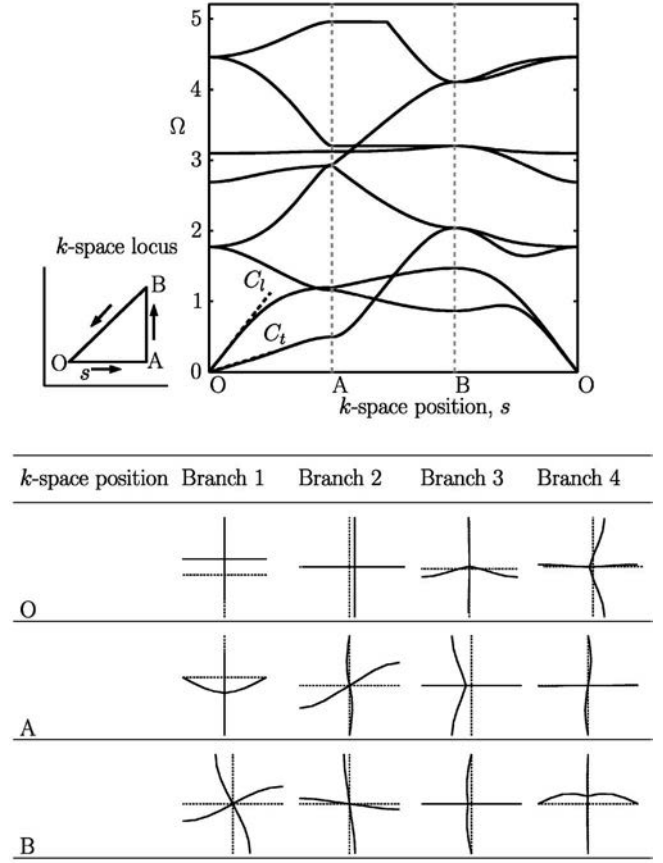 5
4
Ω
3
2
1
0
C_l
C_t
O
A
B
O
k-space position, s
k-space locus
B
O
A
s
k-space position Branch 1 Branch 2 Branch 3 Branch 4
O
A
B